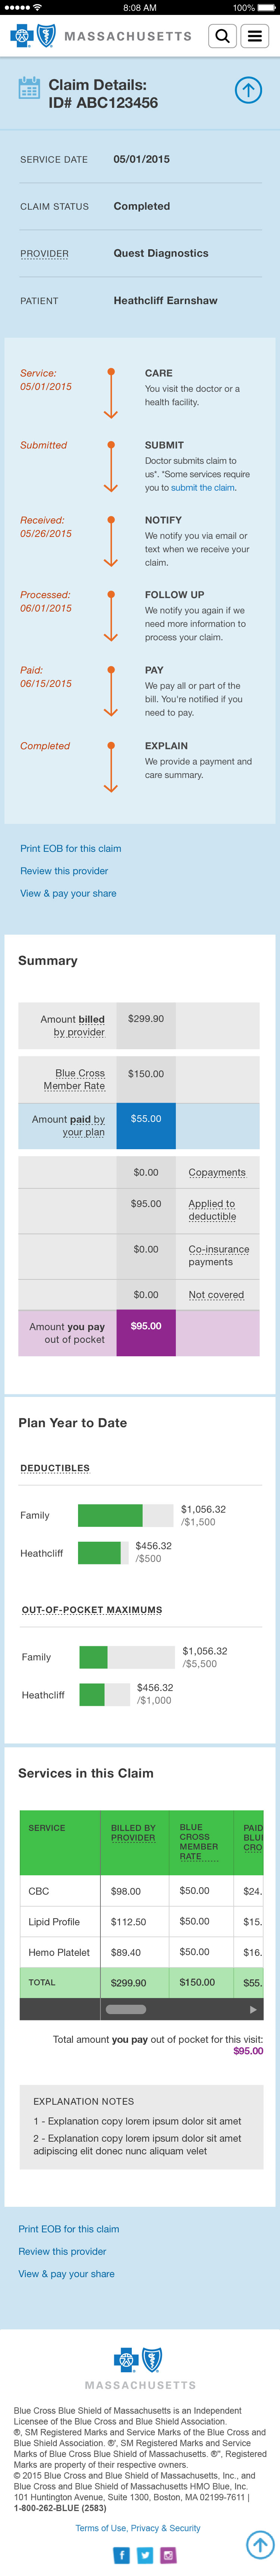 8:08 AM 100%
MASSACHUSETTS
Claim Details:
ID# ABC123456
SERVICE DATE 05/01/2015
CLAIM STATUS Completed
PROVIDER Quest Diagnostics
PATIENT Heathcliff Earnshaw
Service:
05/01/2015
CARE
You visit the doctor or a
health facility.
Submitted
SUBMIT
Doctor submits claim to
us*. *Some services require
you to submit the claim.
Received:
05/26/2015
NOTIFY
We notify you via email or
text when we receive your
claim.
Processed:
06/01/2015
FOLLOW UP
We notify you again if we
need more information to
process your claim.
Paid:
06/15/2015
PAY
We pay all or part of the
bill. You're notified if you
need to pay.
Completed
EXPLAIN
We provide a payment and
care summary.
Print EOB for this claim
Review this provider
View & pay your share
Summary
Amount billed
by provider
$299.90
Blue Cross
Member Rate
$150.00
Amount paid by
your plan
$55.00
$0.00 Copayments
$95.00 Applied to
deductible
$0.00 Co-insurance
payments
$0.00 Not covered
Amount you pay
out of pocket
$95.00
Plan Year to Date
DEDUCTIBLES
Family $1,056.32
/$1,500
Heathcliff $456.32
/$500
OUT-OF-POCKET MAXIMUMS
Family $1,056.32
/$5,500
Heathcliff $456.32
/$1,000
Services in this Claim
SERVICE
BILLED BY
PROVIDER
BLUE
CROSS
MEMBER
RATE
PAID
BLU
CRO
CBC $98.00 $50.00 $24.
Lipid Profile $112.50 $50.00 $15.
Hemo Platelet $89.40 $50.00 $16.
TOTAL $299.90 $150.00 $55.
Total amount you pay out of pocket for this visit:
$95.00
EXPLANATION NOTES
1 - Explanation copy lorem ipsum dolor sit amet
2 - Explanation copy lorem ipsum dolor sit amet
adipiscing elit donec nunc aliquam velet
Print EOB for this claim
Review this provider
View & pay your share
MASSACHUSETTS
Blue Cross Blue Shield of Massachusetts is an Independent
Licensee of the Blue Cross and Blue Shield Association.
®, SM Registered Marks and Service Marks of the Blue Cross and
Blue Shield Association. ®', SM Registered Marks and Service
Marks of Blue Cross Blue Shield of Massachusetts. ®", Registered
Marks are property of their respective owners.
© 2015 Blue Cross and Blue Shield of Massachusetts, Inc., and
Blue Cross and Blue Shield of Massachusetts HMO Blue, Inc.
101 Huntington Avenue, Suite 1300, Boston, MA 02199-7611 |
1-800-262-BLUE (2583)
Terms of Use, Privacy & Security